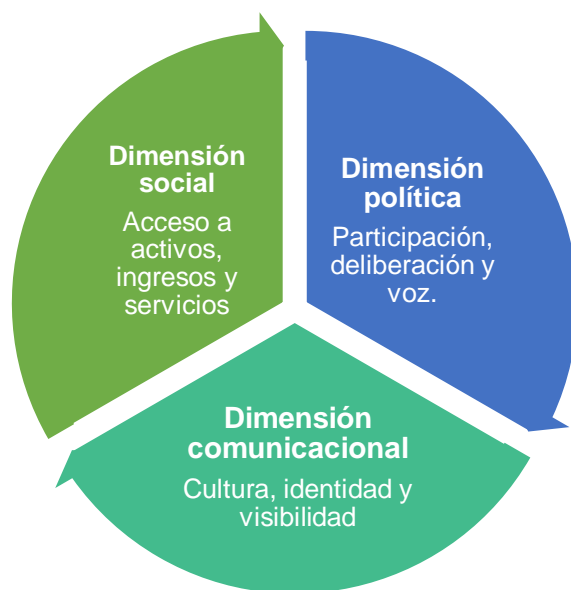 Dimensión
social
Acceso a
activos,
ingresos y
servicios
Dimensión
política
Participación,
deliberación y
voz.
Dimensión
comunicacional
Cultura, identidad y
visibilidad